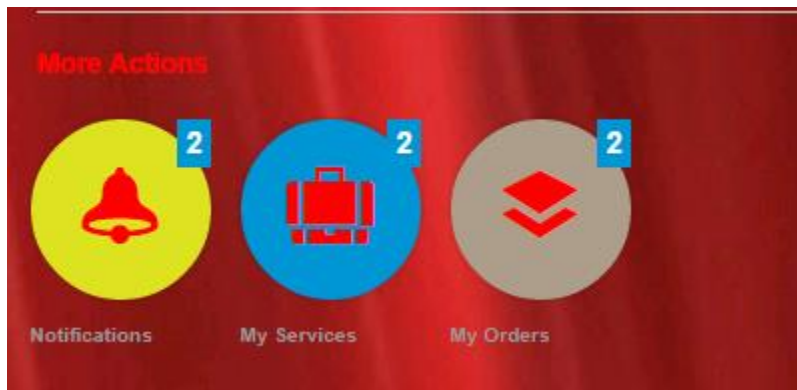 More Actions
2
2
2
Notifications
My Services
My Orders